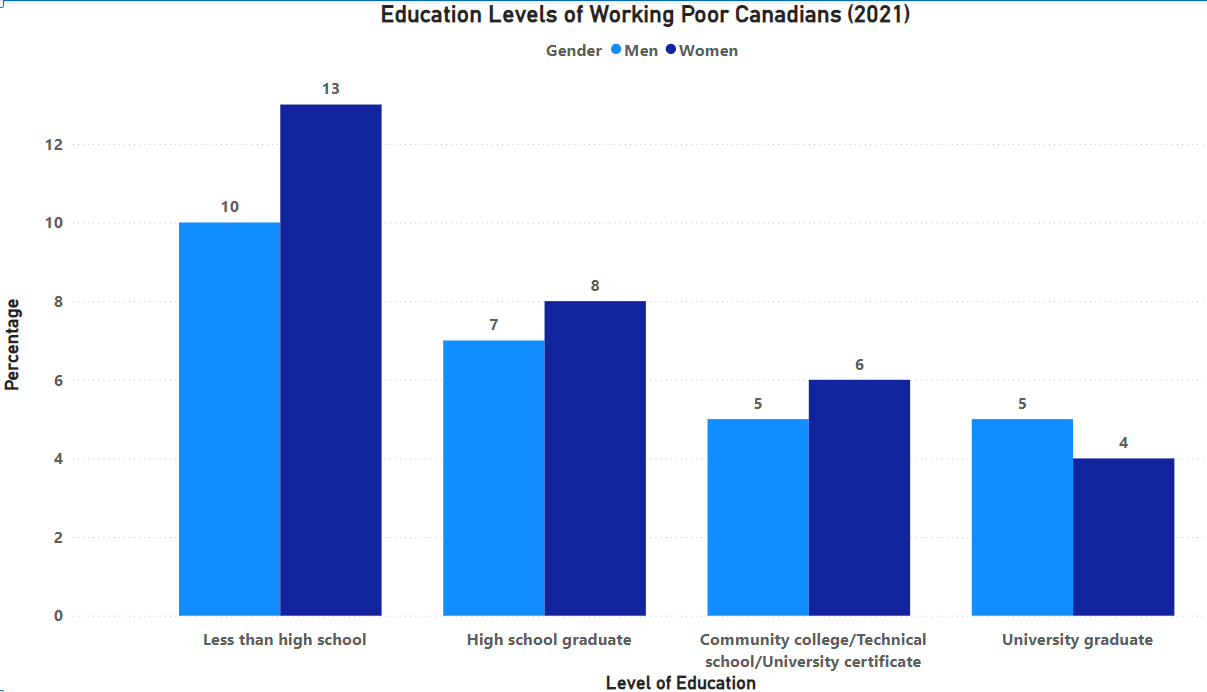 Education Levels of Working Poor Canadians (2021)
Gender Men Women
13
12
10
10
8
8
7
Percentage
6
6
5
5
4
4
2
0
Less than high school
High school graduate
Community college/Technical
school/University certificate
University graduate
Level of Education